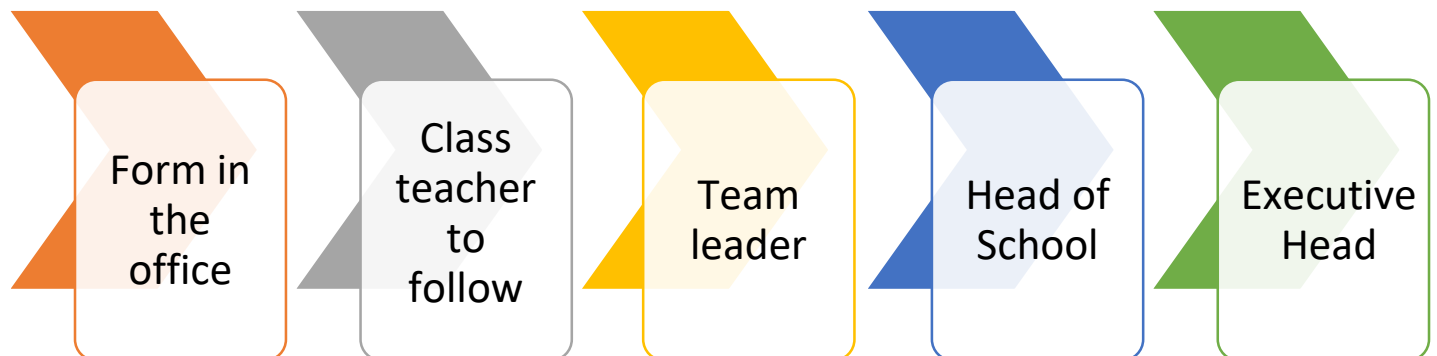 Form in
the
office
Class
teacher
to
follow
Team
leader
Head of
School
Executive
Head